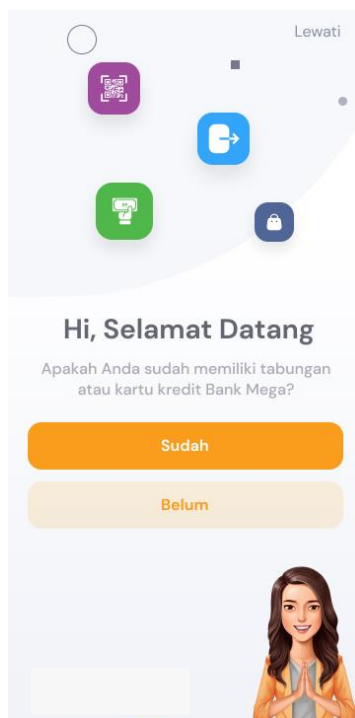 Lewati
Hi, Selamat Datang
Apakah Anda sudah memiliki tabungan
atau kartu kredit Bank Mega?
Sudah
Belum